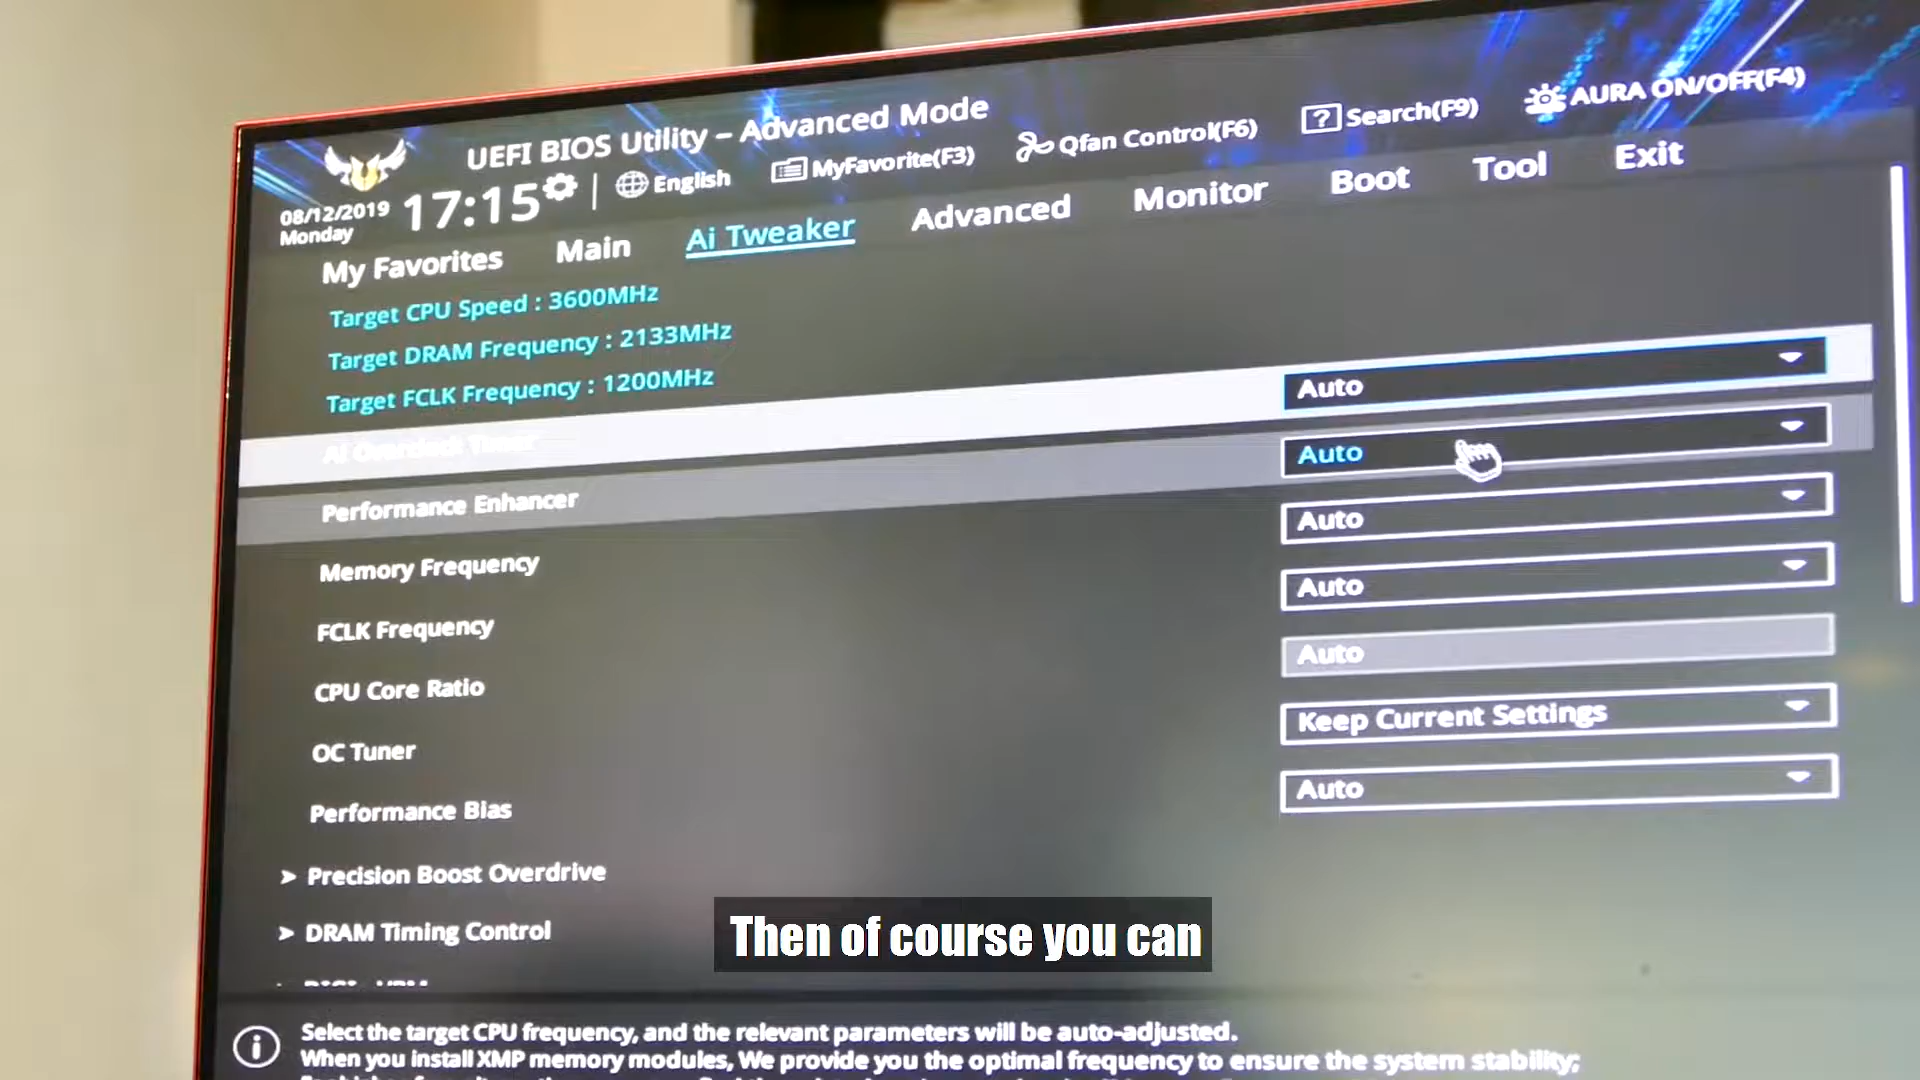 UEFI BIOS Utility – Advanced Mode
08/12/2019
Monday
17:15
English
MyFavorite(F3)
Qfan Control(F6)
Search(F9)
AURA ON/OFF(F4)
My Favorites
Main
Ai Tweaker
Advanced
Monitor
Boot
Tool
Exit
Target CPU Speed : 3600MHz
Target DRAM Frequency : 2133MHz
Target FCLK Frequency : 1200MHz
Ai Overclock Tuner
Auto
Performance Enhancer
Auto
Memory Frequency
Auto
FCLK Frequency
Auto
CPU Core Ratio
Auto
OC Tuner
Keep Current Settings
Performance Bias
Auto
> Precision Boost Overdrive
> DRAM Timing Control
Then of course you can
Select the target CPU frequency, and the relevant parameters will be auto-adjusted.
When you install XMP memory modules, We provide you the optimal frequency to ensure the system stability;